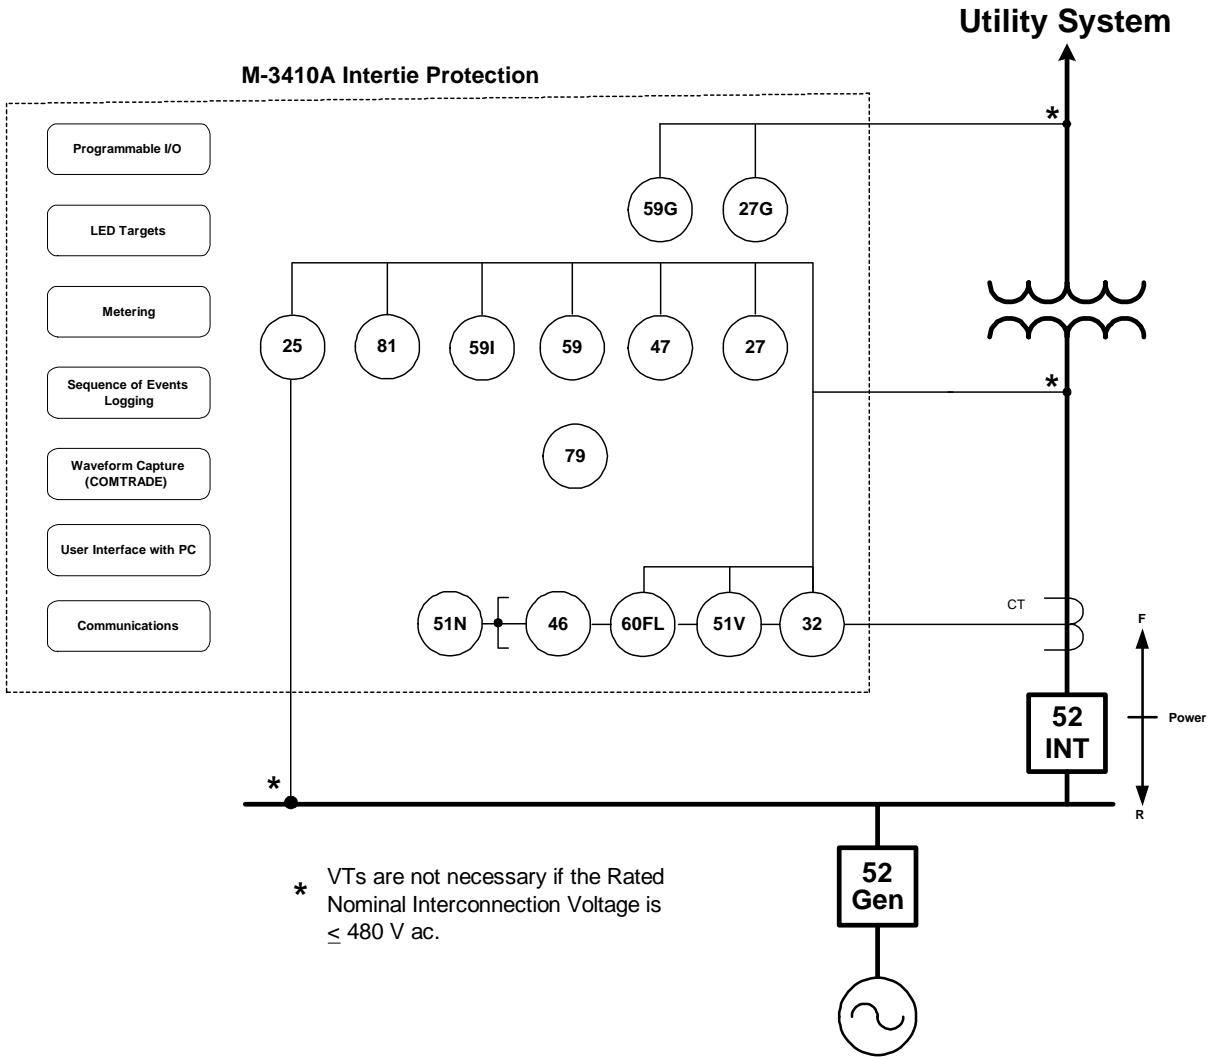 Utility System
M-3410A Intertie Protection
*
Programmable I/O
59G
27G
LED Targets
Metering
25
81
59I
59
47
27
*
Sequence of Events
Logging
79
Waveform Capture
(COMTRADE)
User Interface with PC
CT
Communications
51N
46
60FL
51V
32
F
52
INT
Power
*
R
* VTs are not necessary if the Rated
Nominal Interconnection Voltage is
≤ 480 V ac.
52
Gen